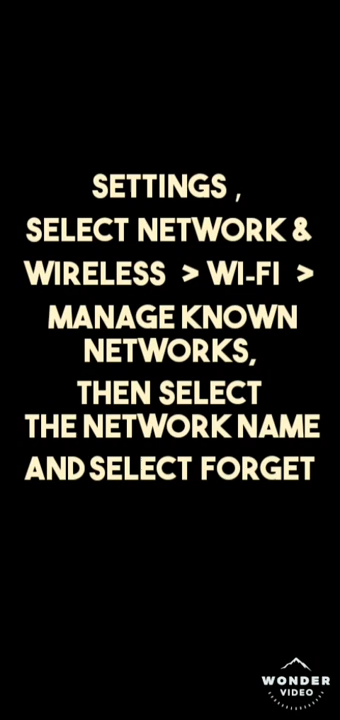 SETTINGS ,
SELECT NETWORK &
WIRELESS > WI-FI >
MANAGE KNOWN
NETWORKS,
THEN SELECT
THE NETWORK NAME
AND SELECT FORGET
WONDER
VIDEO